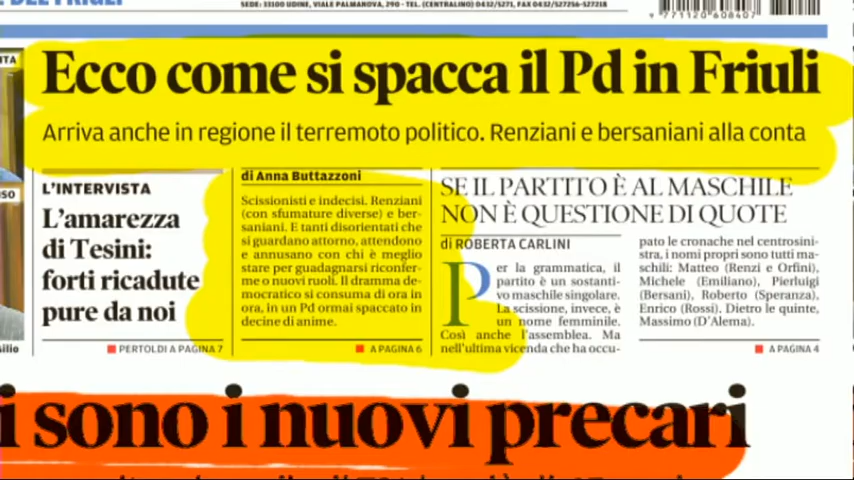 SEDE: 33100 UDINE, VIALE PALMANOVA, 290 - TEL. (CENTRALINO) 0432/5271, FAX 0432/527256-527218
9 771120 608407
Ecco come si spacca il Pd in Friuli
Arriva anche in regione il terremoto politico. Renziani e bersaniani alla conta
L'INTERVISTA
L'amarezza
di Tesini:
forti ricadute
pure da noi
PERTOLDI A PAGINA 7
di Anna Buttazzoni
Scissionisti e indecisi. Renziani
(con sfumature diverse) e ber-
saniani. E tanti disorientati che
si guardano attorno, attendono
e annusano con chi è meglio
stare per guadagnarsi riconfer-
me o nuovi ruoli. Il dramma de-
mocratico si consuma di ora in
ora, in un Pd ormai spaccato in
decine di anime.
A PAGINA 6
SE IL PARTITO È AL MASCHILE
NON È QUESTIONE DI QUOTE
di ROBERTA CARLINI
Per la grammatica, il
partito è un sostanti-
vo maschile singolare.
La scissione, invece, è
un nome femminile.
Così anche l'assemblea. Ma
nell'ultima vicenda che ha occu-
pato le cronache nel centrosini-
stra, i nomi propri sono tutti ma-
schili: Matteo (Renzi e Orfini),
Michele (Emiliano), Pierluigi
(Bersani), Roberto (Speranza),
Enrico (Rossi). Dietro le quinte,
Massimo (D'Alema).
A PAGINA 4
i sono i nuovi precari